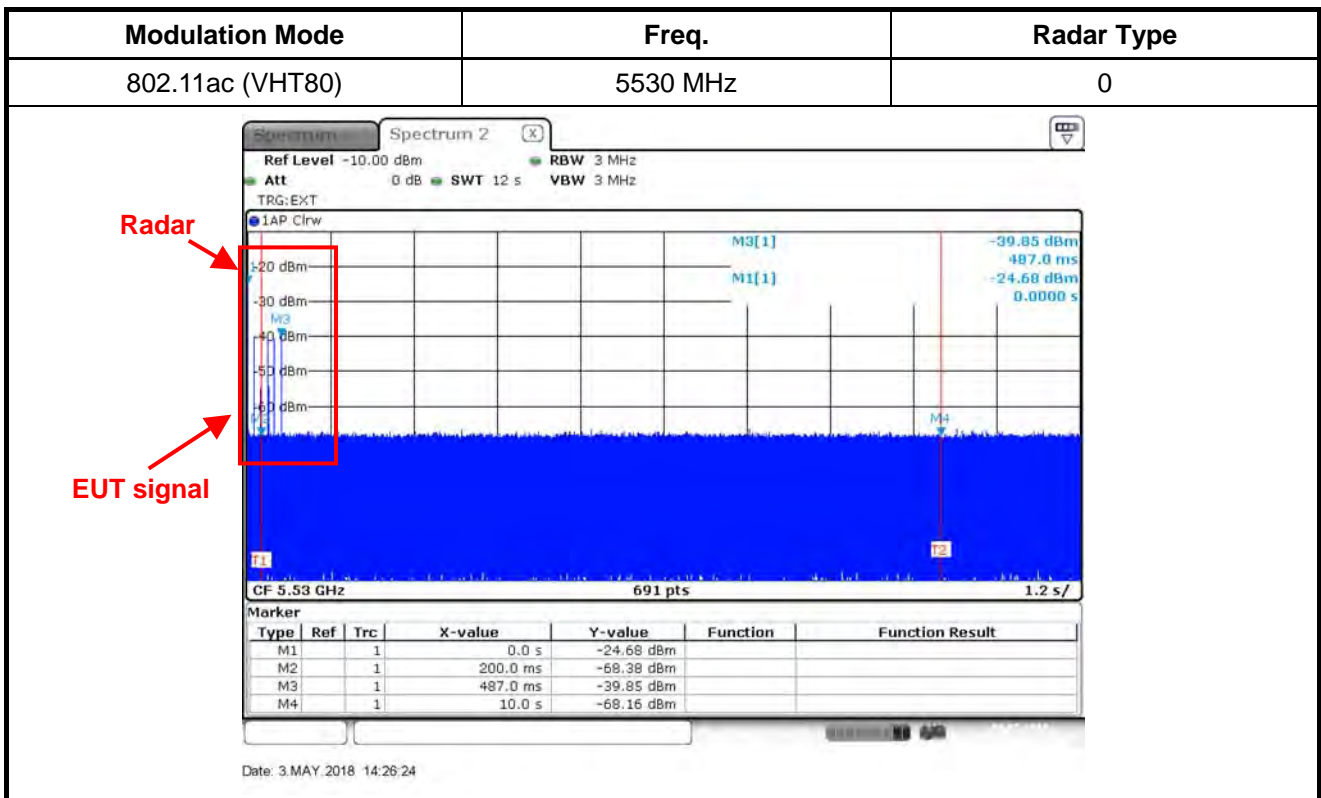 Modulation Mode Freq. Radar Type
802.11ac (VHT80) 5530 MHz 0
Spectrum Spectrum 2 X
Ref Level -10.00 dBm RBW 3 MHz
Att 0 dB SWT 12 s VBW 3 MHz
TRG:EXT
1AP Clrw
Radar
M3[1] -39.85 dBm
487.0 ms
-20 dBm
M1[1] -24.68 dBm
0.0000 s
-30 dBm
M3
-40 dBm
-50 dBm
-60 dBm
M4
EUT signal
T1 T2
CF 5.53 GHz 691 pts 1.2 s/
Marker
Type Ref Trc X-value Y-value Function Function Result
M1 1 0.0 s -24.68 dBm
M2 1 200.0 ms -68.38 dBm
M3 1 487.0 ms -39.85 dBm
M4 1 10.0 s -68.16 dBm
Date: 3.MAY.2018 14:26:24